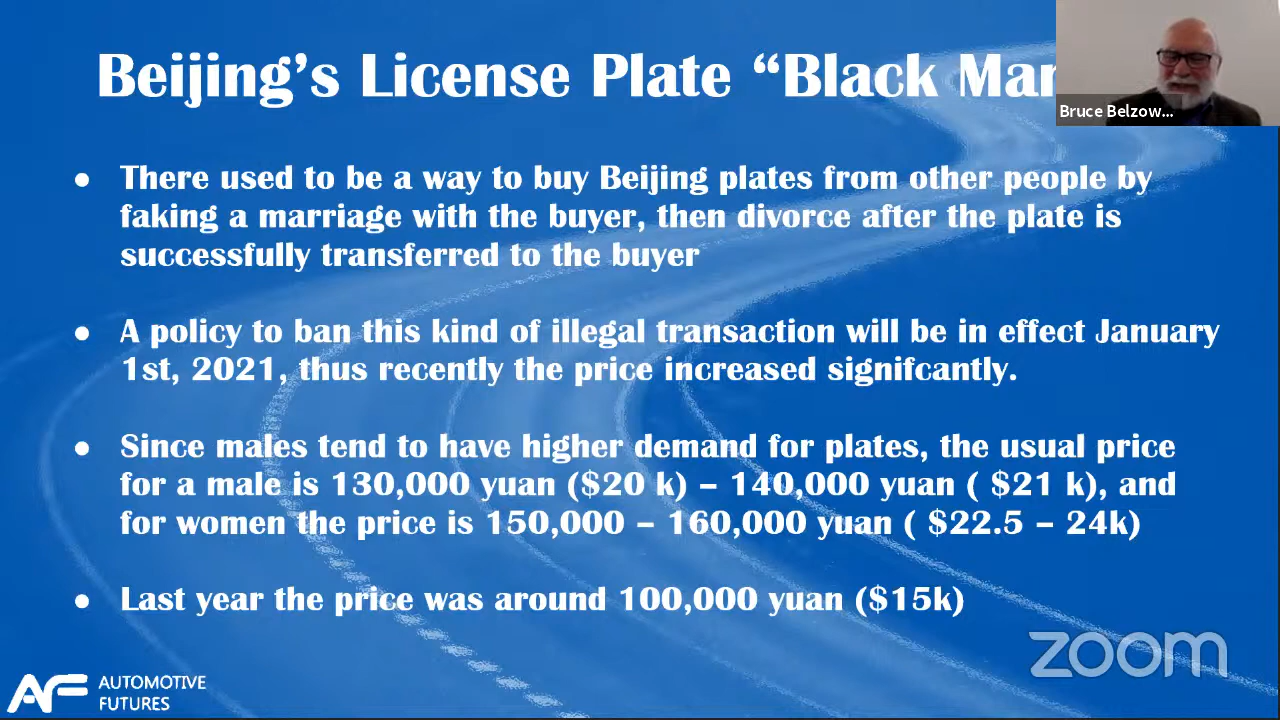 Beijing's License Plate “Black Mar
Bruce Belzow...
● There used to be a way to buy Beijing plates from other people by
faking a marriage with the buyer, then divorce after the plate is
successfully transferred to the buyer
● A policy to ban this kind of illegal transaction will be in effect January
1st, 2021, thus recently the price increased signifcantly.
● Since males tend to have higher demand for plates, the usual price
for a male is 130,000 yuan ($20 k) – 140,000 yuan ( $21 k), and
for women the price is 150,000 – 160,000 yuan ( $22.5 – 24k)
● Last year the price was around 100,000 yuan ($15k)
zoom
AF AUTOMOTIVE
FUTURES